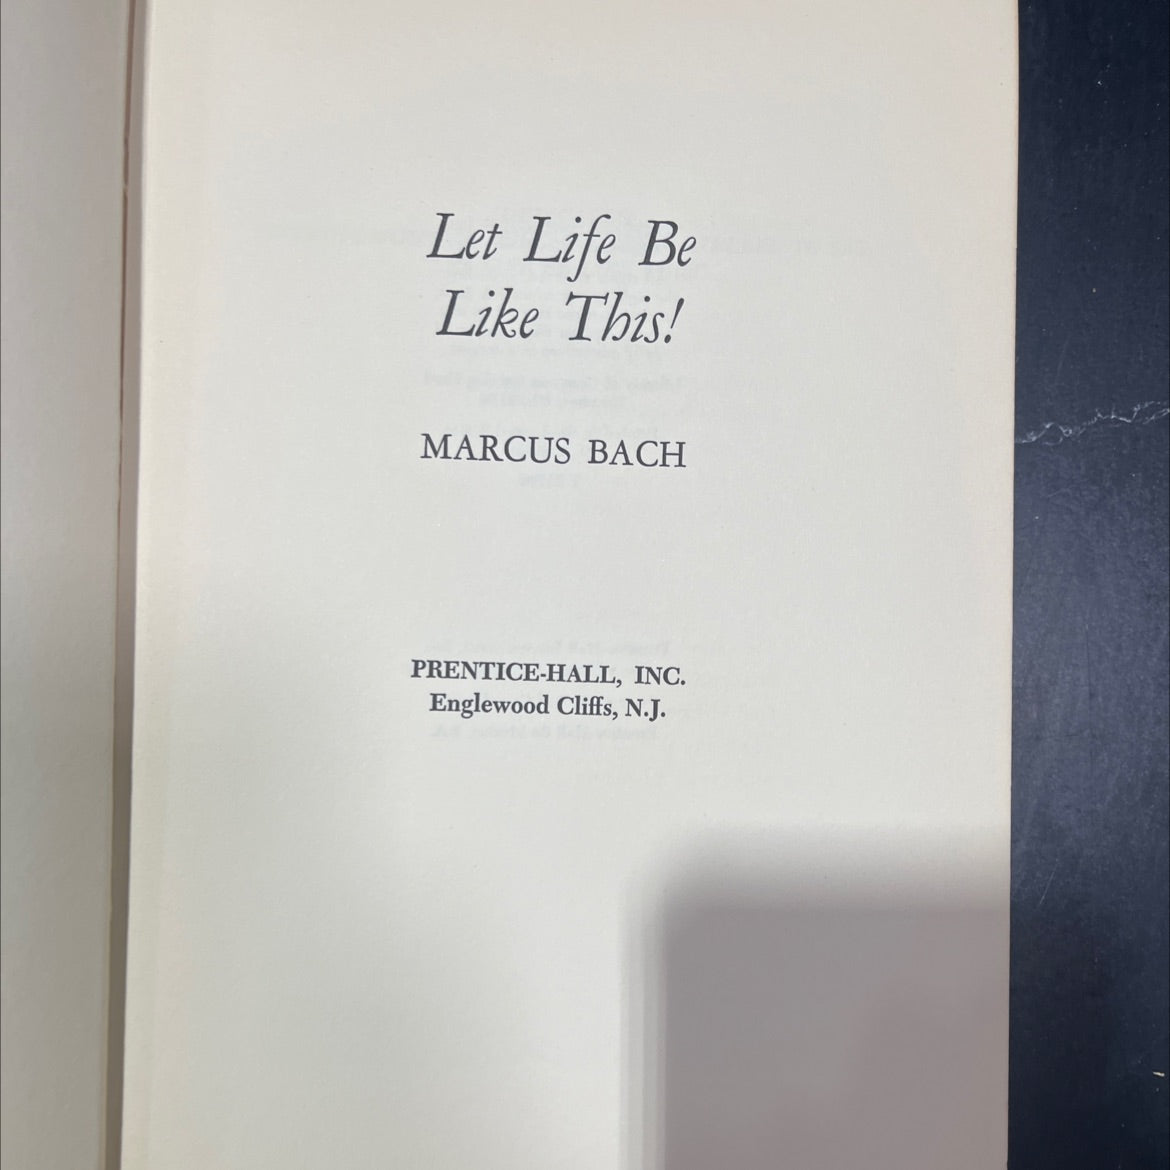 Let Life Be
Like This!
MARCUS BACH
PRENTICE-HALL, INC.
Englewood Cliffs, N.J.